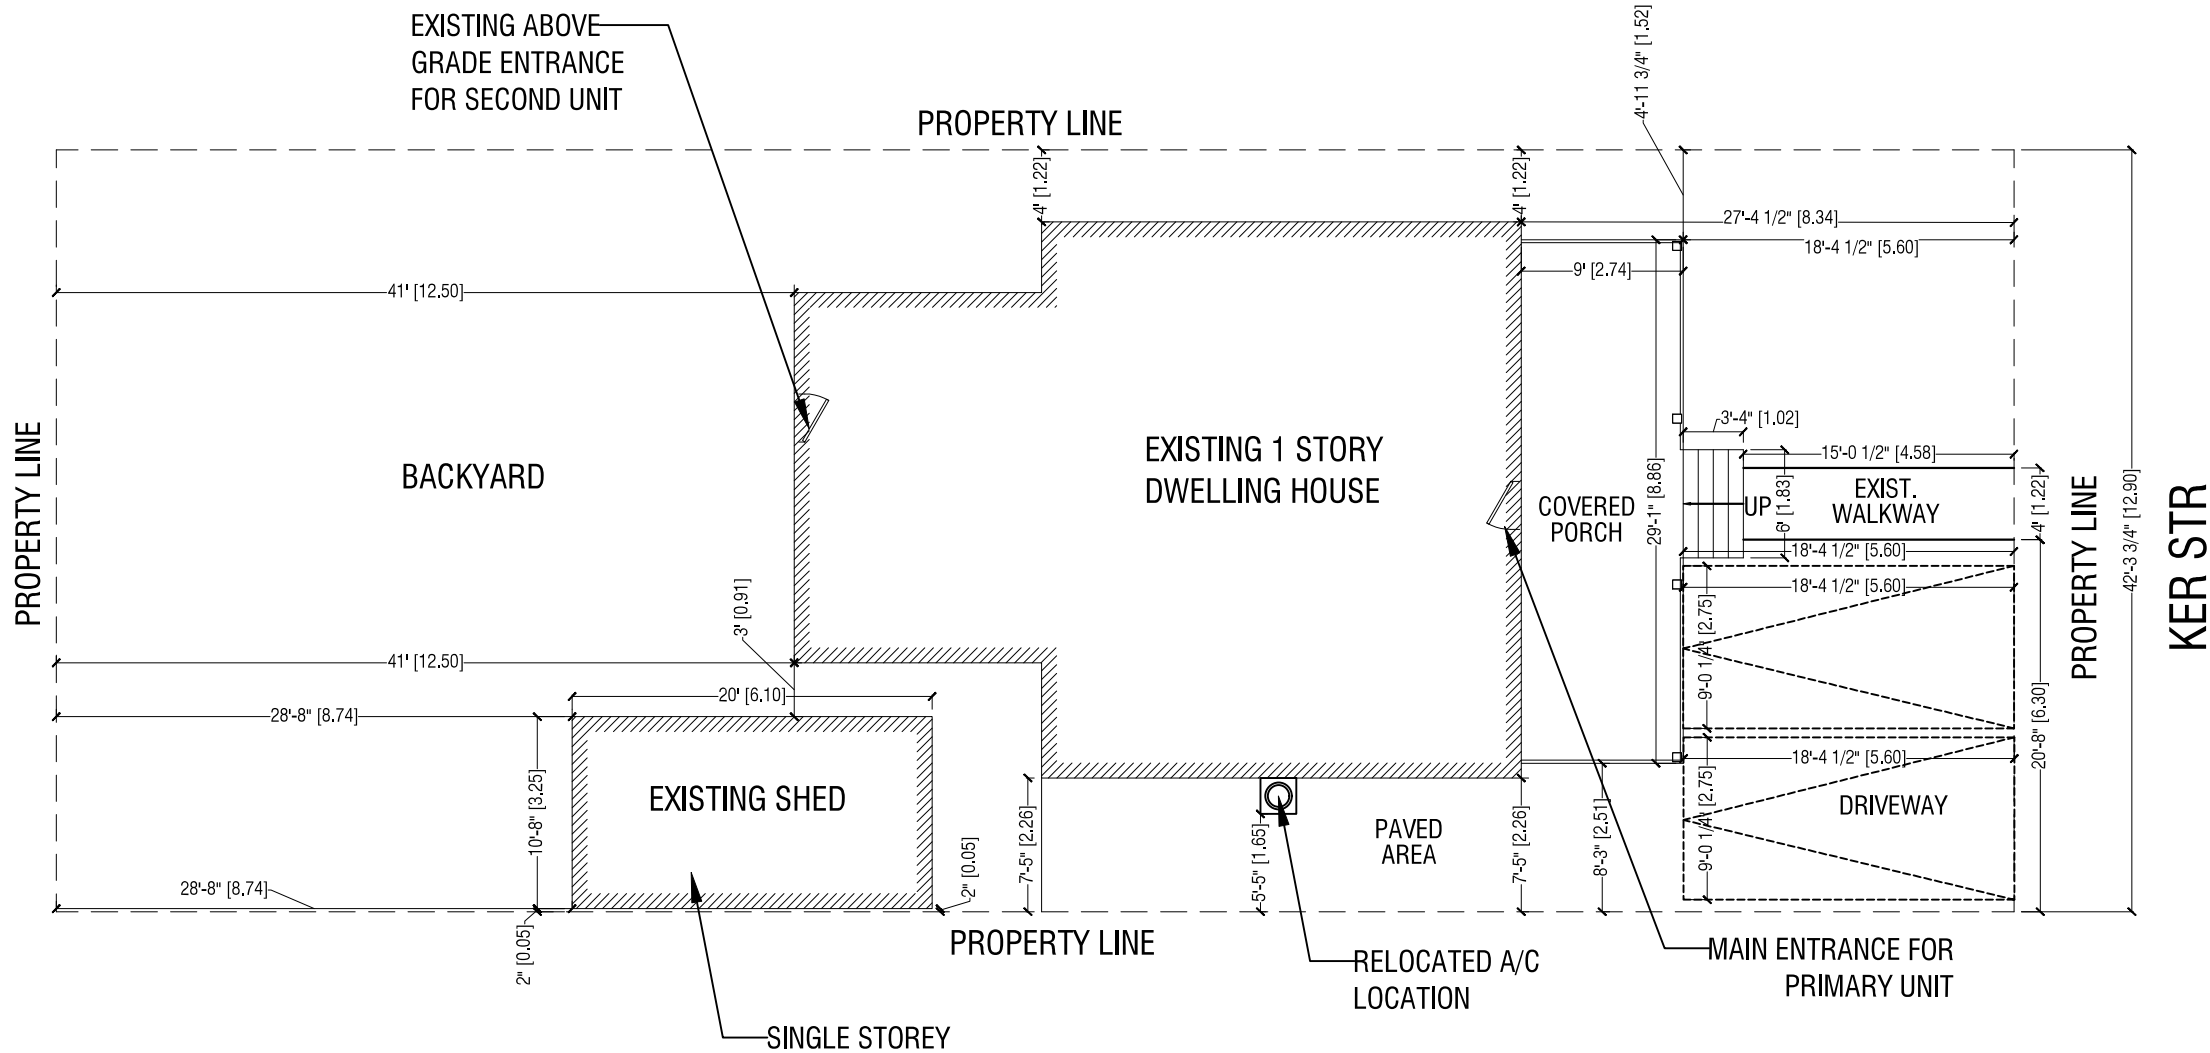 EXISTING ABOVE
GRADE ENTRANCE
FOR SECOND UNIT
PROPERTY LINE
4'-11 3/4" [1.52]
4' [1.22]
4' [1.22]
27'-4 1/2" [8.34]
18'-4 1/2" [5.60]
9' [2.74]
41' [12.50]
3'-4" [1.02]
15'-0 1/2" [4.58]
PROPERTY LINE
BACKYARD
EXISTING 1 STORY
DWELLING HOUSE
COVERED
PORCH
29'-1" [8.86]
UP
6' [1.83]
EXIST.
WALKWAY
4' [1.22]
PROPERTY LINE
42'-3 3/4" [12.90]
KER STR
18'-4 1/2" [5.60]
18'-4 1/2" [5.60]
9'-0 1/4" [2.75]
3' [0.91]
41' [12.50]
20' [6.10]
28'-8" [8.74]
20'-8" [6.30]
18'-4 1/2" [5.60]
9'-0 1/4" [2.75]
DRIVEWAY
10'-8" [3.25]
EXISTING SHED
7'-5" [2.26]
5'-5" [1.65]
PAVED
AREA
7'-5" [2.26]
8'-3" [2.51]
28'-8" [8.74]
2" [0.05]
2" [0.05]
PROPERTY LINE
RELOCATED A/C
LOCATION
MAIN ENTRANCE FOR
PRIMARY UNIT
SINGLE STOREY